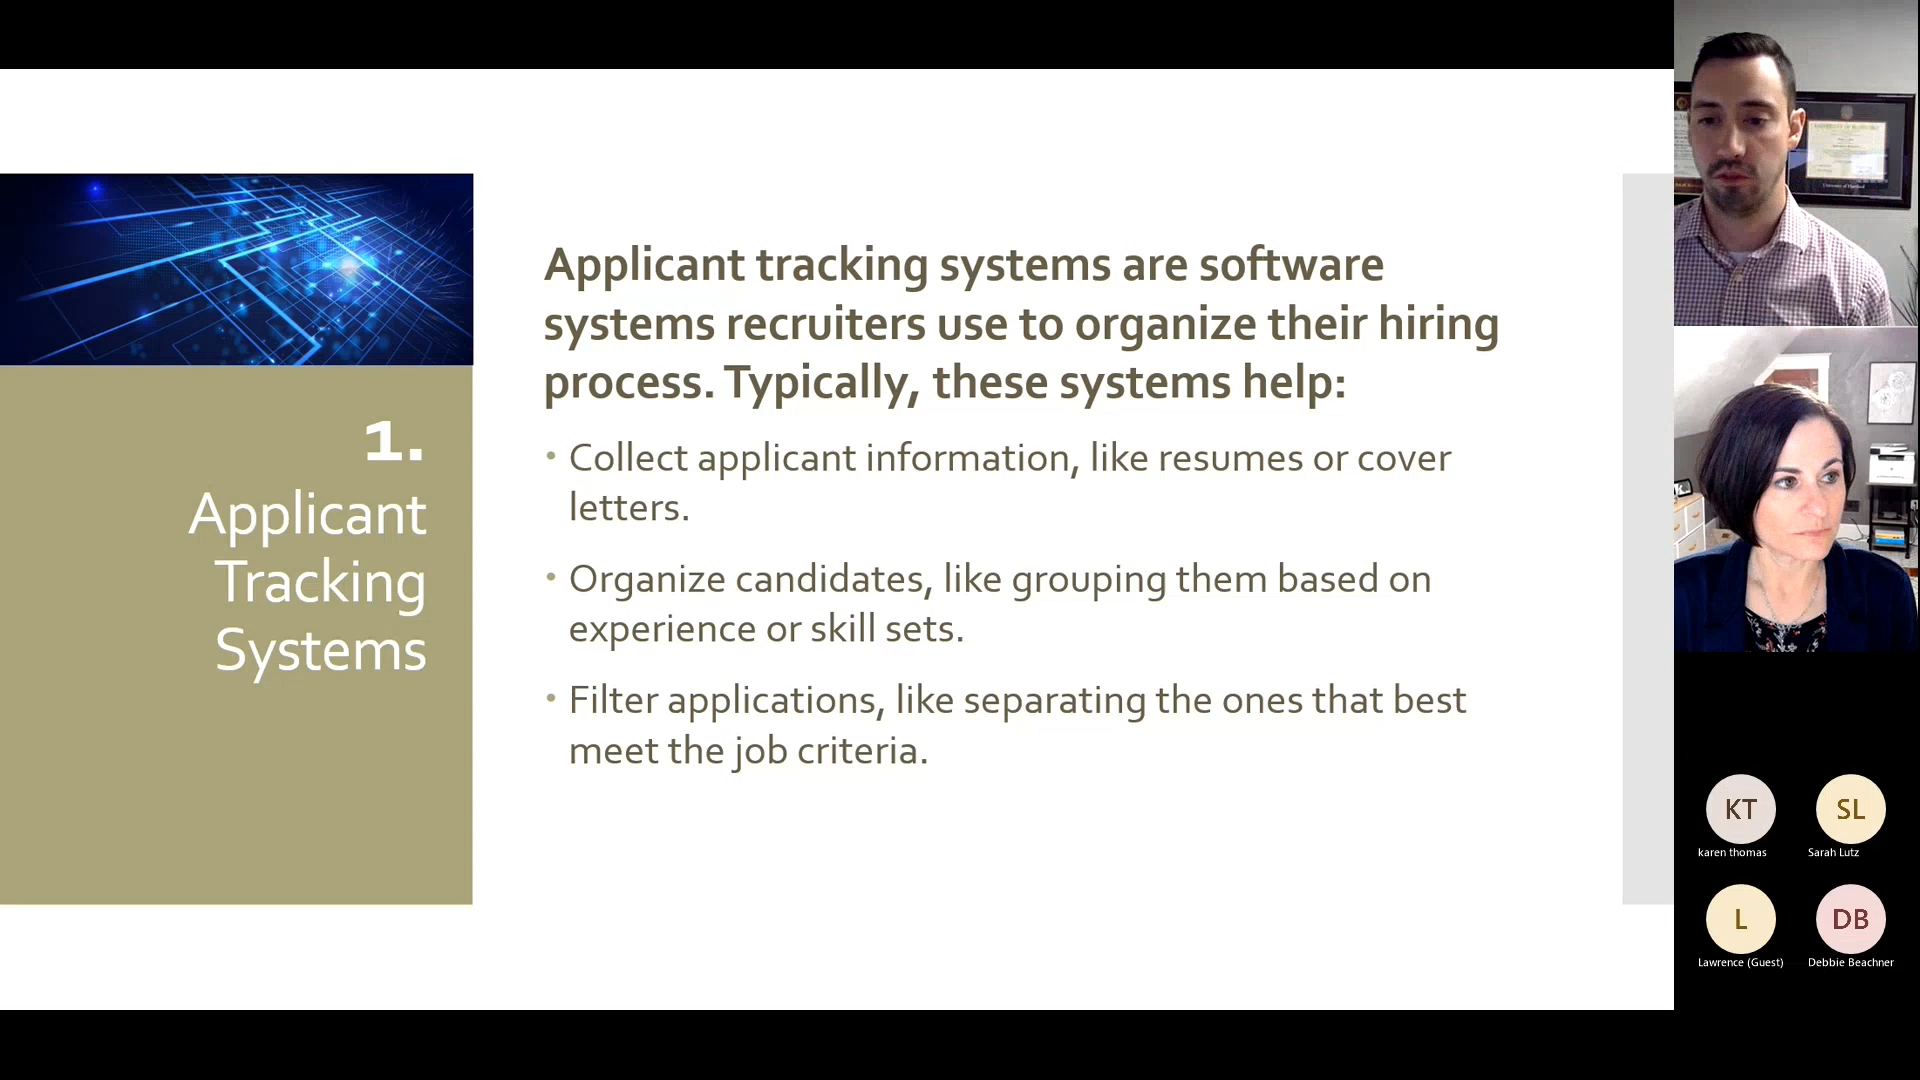 1.
Applicant
Tracking
Systems
Applicant tracking systems are software
systems recruiters use to organize their hiring
process. Typically, these systems help:
• Collect applicant information, like resumes or cover
letters.
• Organize candidates, like grouping them based on
experience or skill sets.
• Filter applications, like separating the ones that best
meet the job criteria.
KT
karen thomas
SL
Sarah Lutz
L
Lawrence (Guest)
DB
Debbie Beachner